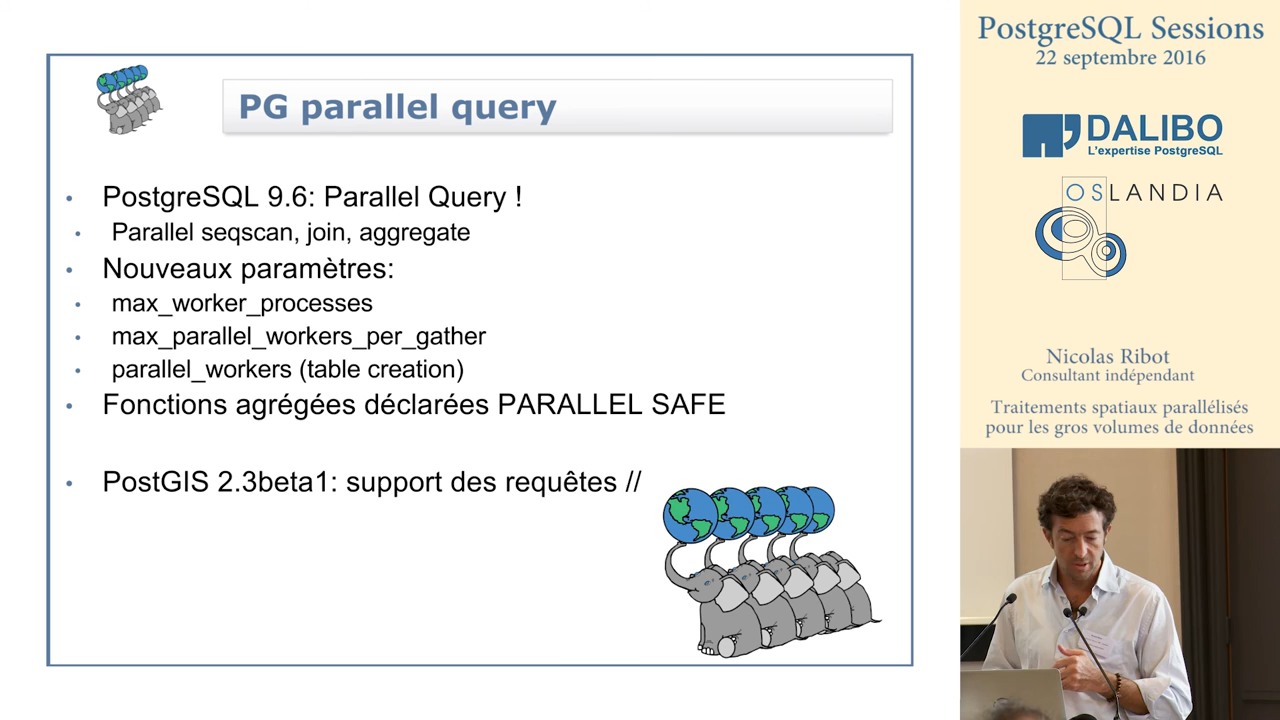 PG parallel query
• PostgreSQL 9.6: Parallel Query !
• Parallel seqscan, join, aggregate
• Nouveaux paramètres:
• max_worker_processes
• max_parallel_workers_per_gather
• parallel_workers (table creation)
• Fonctions agrégées déclarées PARALLEL SAFE
• PostGIS 2.3beta1: support des requêtes //
PostgreSQL Sessions
22 septembre 2016
DALIBO
L'expertise PostgreSQL
OSLANDIA
Nicolas Ribot
Consultant indépendant
Traitements spatiaux parallélisés
pour les gros volumes de données